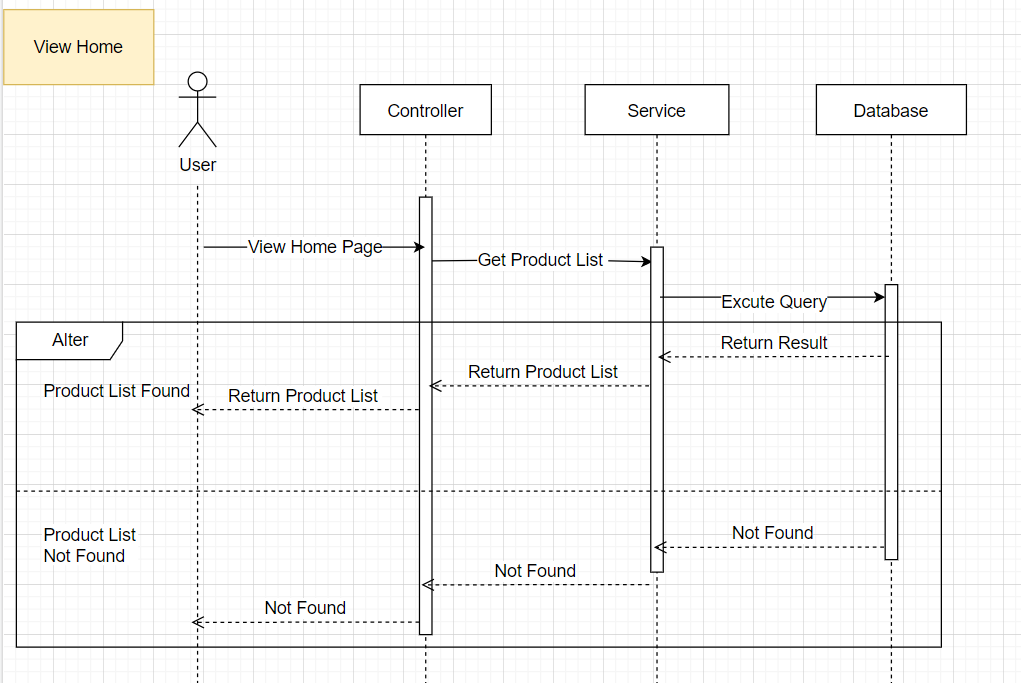 View Home
Controller
Service
Database
User
View Home Page
Get Product List
Excute Query
Alter
Return Result
Return Product List
Product List Found
Return Product List
Product List
Not Found
Not Found
Not Found
Not Found